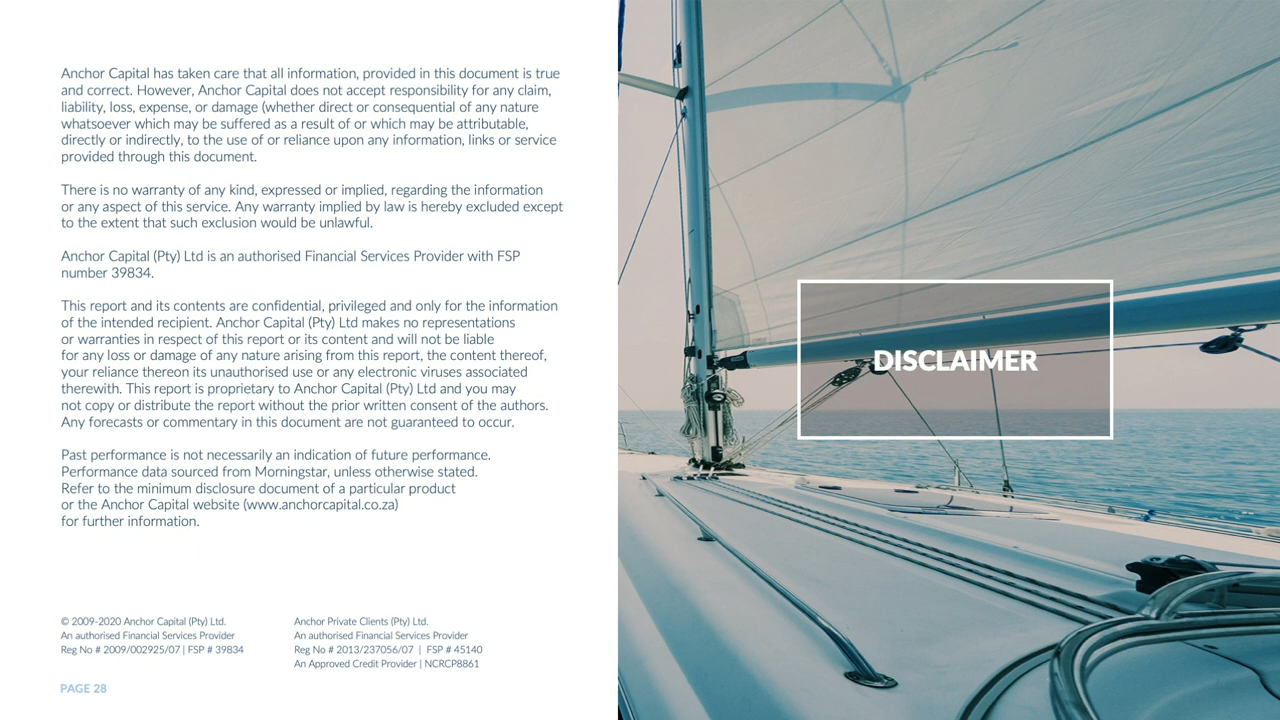 Anchor Capital has taken care that all information, provided in this document is true
and correct. However, Anchor Capital does not accept responsibility for any claim,
liability, loss, expense, or damage (whether direct or consequential of any nature
whatsoever which may be suffered as a result of or which may be attributable,
directly or indirectly, to the use of or reliance upon any information, links or service
provided through this document.
There is no warranty of any kind, expressed or implied, regarding the information
or any aspect of this service. Any warranty implied by law is hereby excluded except
to the extent that such exclusion would be unlawful.
Anchor Capital (Pty) Ltd is an authorised Financial Services Provider with FSP
number 39834.
This report and its contents are confidential, privileged and only for the information
of the intended recipient. Anchor Capital (Pty) Ltd makes no representations
or warranties in respect of this report or its content and will not be liable
for any loss or damage of any nature arising from this report, the content thereof,
your reliance thereon its unauthorised use or any electronic viruses associated
therewith. This report is proprietary to Anchor Capital (Pty) Ltd and you may
not copy or distribute the report without the prior written consent of the authors.
Any forecasts or commentary in this document are not guaranteed to occur.
Past performance is not necessarily an indication of future performance.
Performance data sourced from Morningstar, unless otherwise stated.
Refer to the minimum disclosure document of a particular product
or the Anchor Capital website (www.anchorcapital.co.za)
for further information.
© 2009-2020 Anchor Capital (Pty) Ltd.
An authorised Financial Services Provider
Reg No # 2009/002925/07 | FSP # 39834
Anchor Private Clients (Pty) Ltd.
An authorised Financial Services Provider
Reg No # 2013/237056/07 | FSP # 45140
An Approved Credit Provider | NCRCP8861
PAGE 28
DISCLAIMER